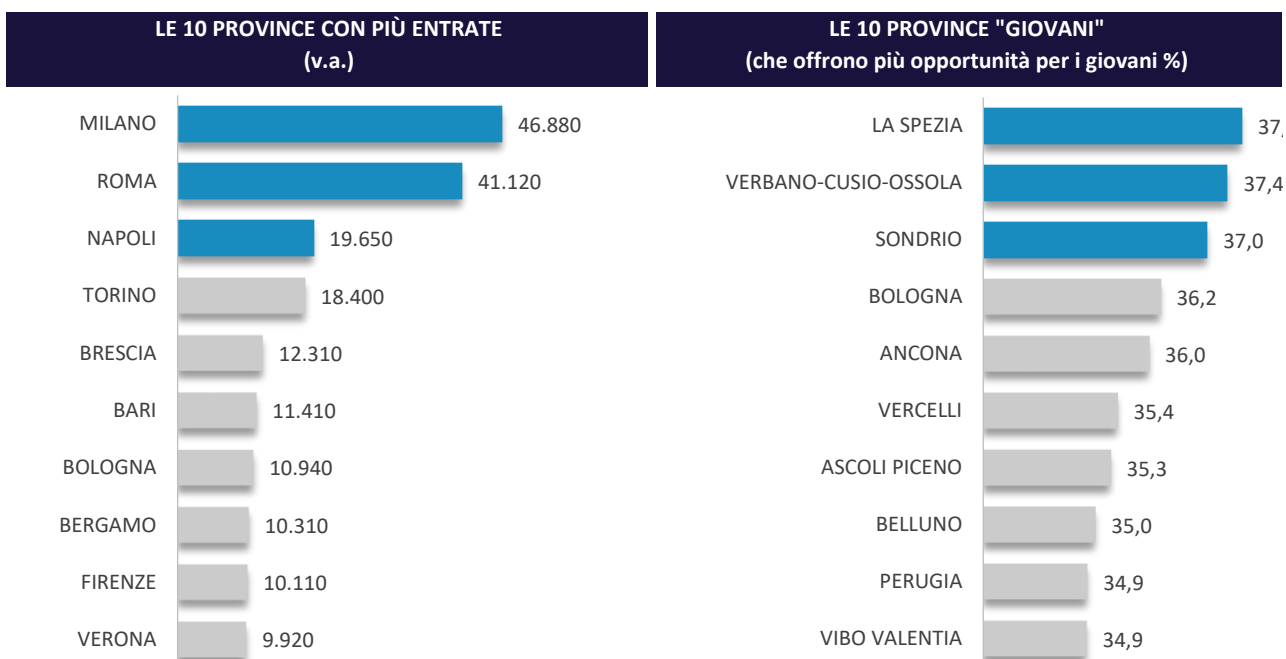 LE 10 PROVINCE CON PIÙ ENTRATE
(v.a.)
MILANO 46.880
ROMA 41.120
NAPOLI 19.650
TORINO 18.400
BRESCIA 12.310
BARI 11.410
BOLOGNA 10.940
BERGAMO 10.310
FIRENZE 10.110
VERONA 9.920
LE 10 PROVINCE "GIOVANI"
(che offrono più opportunità per i giovani %)
LA SPEZIA 37,
VERBANO-CUSIO-OSSOLA 37,4
SONDRIO 37,0
BOLOGNA 36,2
ANCONA 36,0
VERCELLI 35,4
ASCOLI PICENO 35,3
BELLUNO 35,0
PERUGIA 34,9
VIBO VALENTIA 34,9